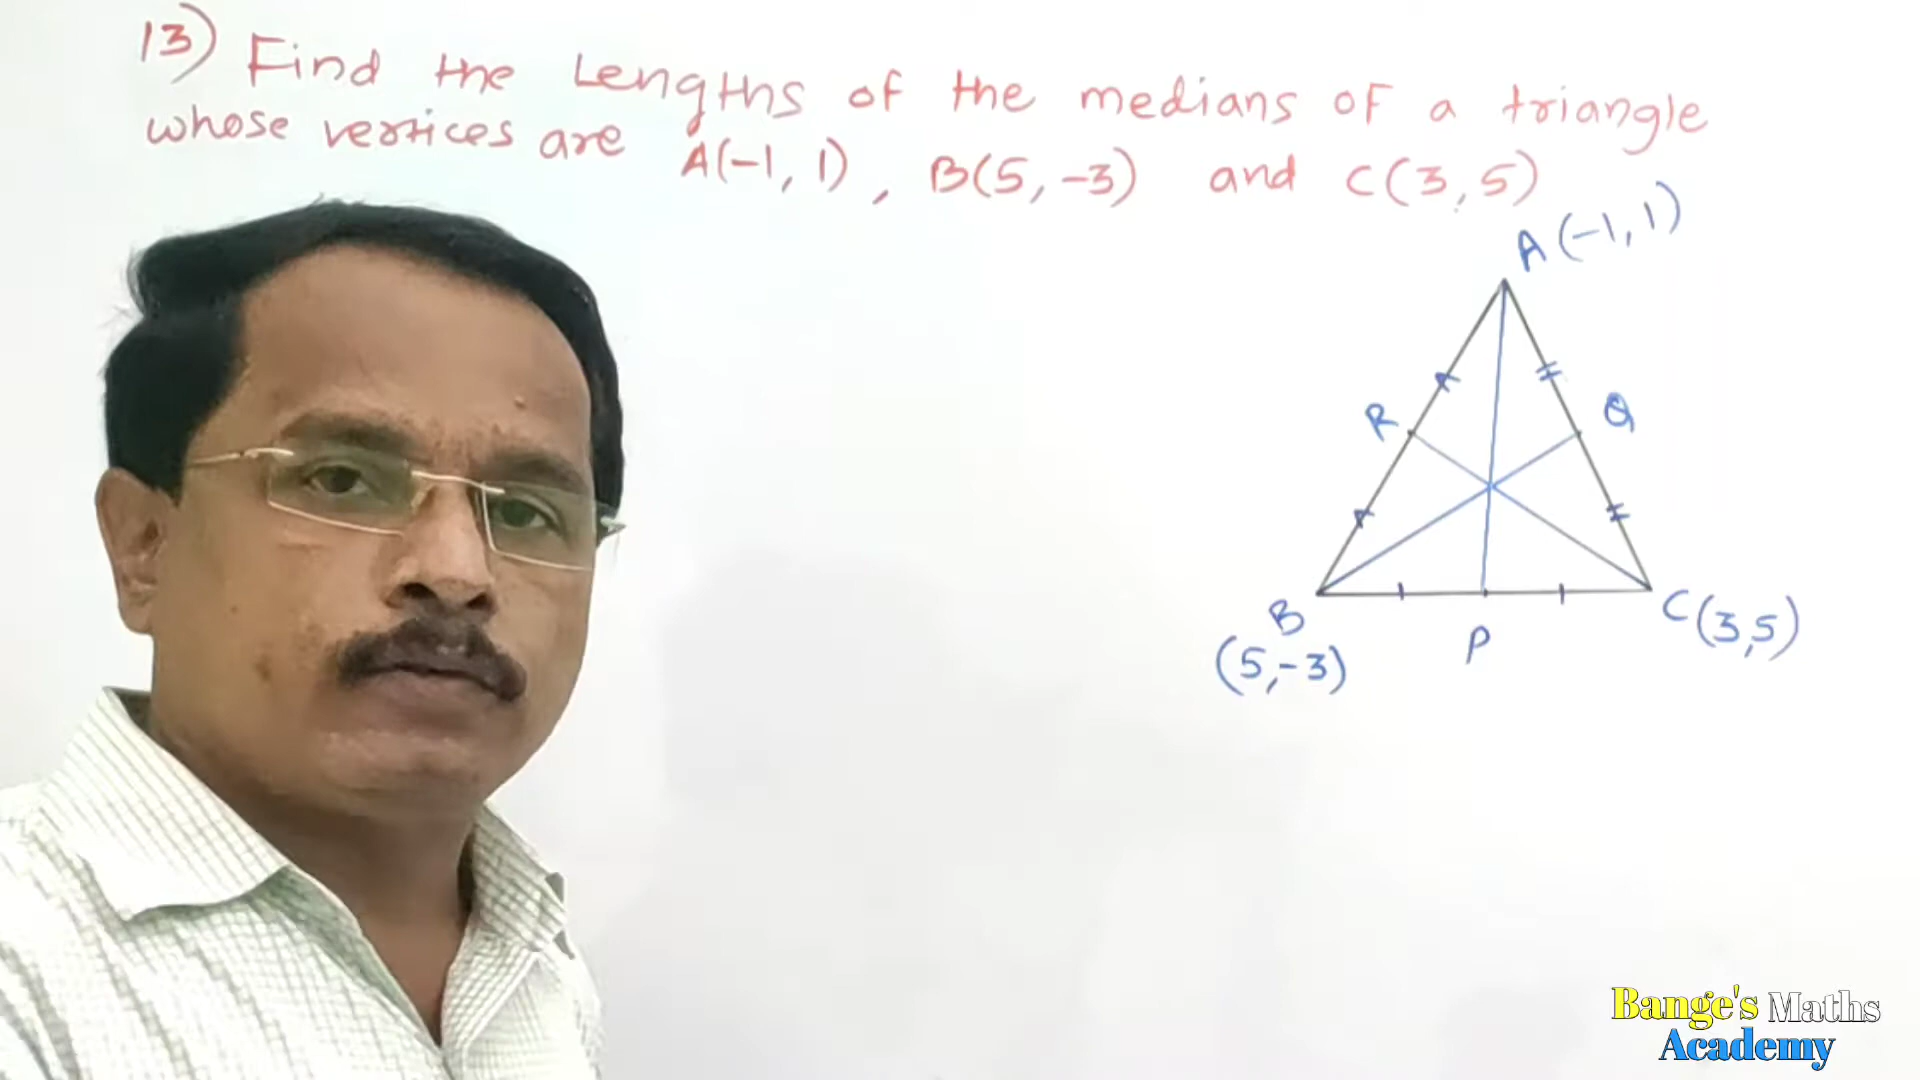 13) Find the Lengths of the medians of a triangle
whose vertices are A(-1, 1), B(5, -3) and C(3, 5)
A(-1, 1)
R
Q
B
(5, -3)
P
C(3, 5)
Bange's Maths
Academy